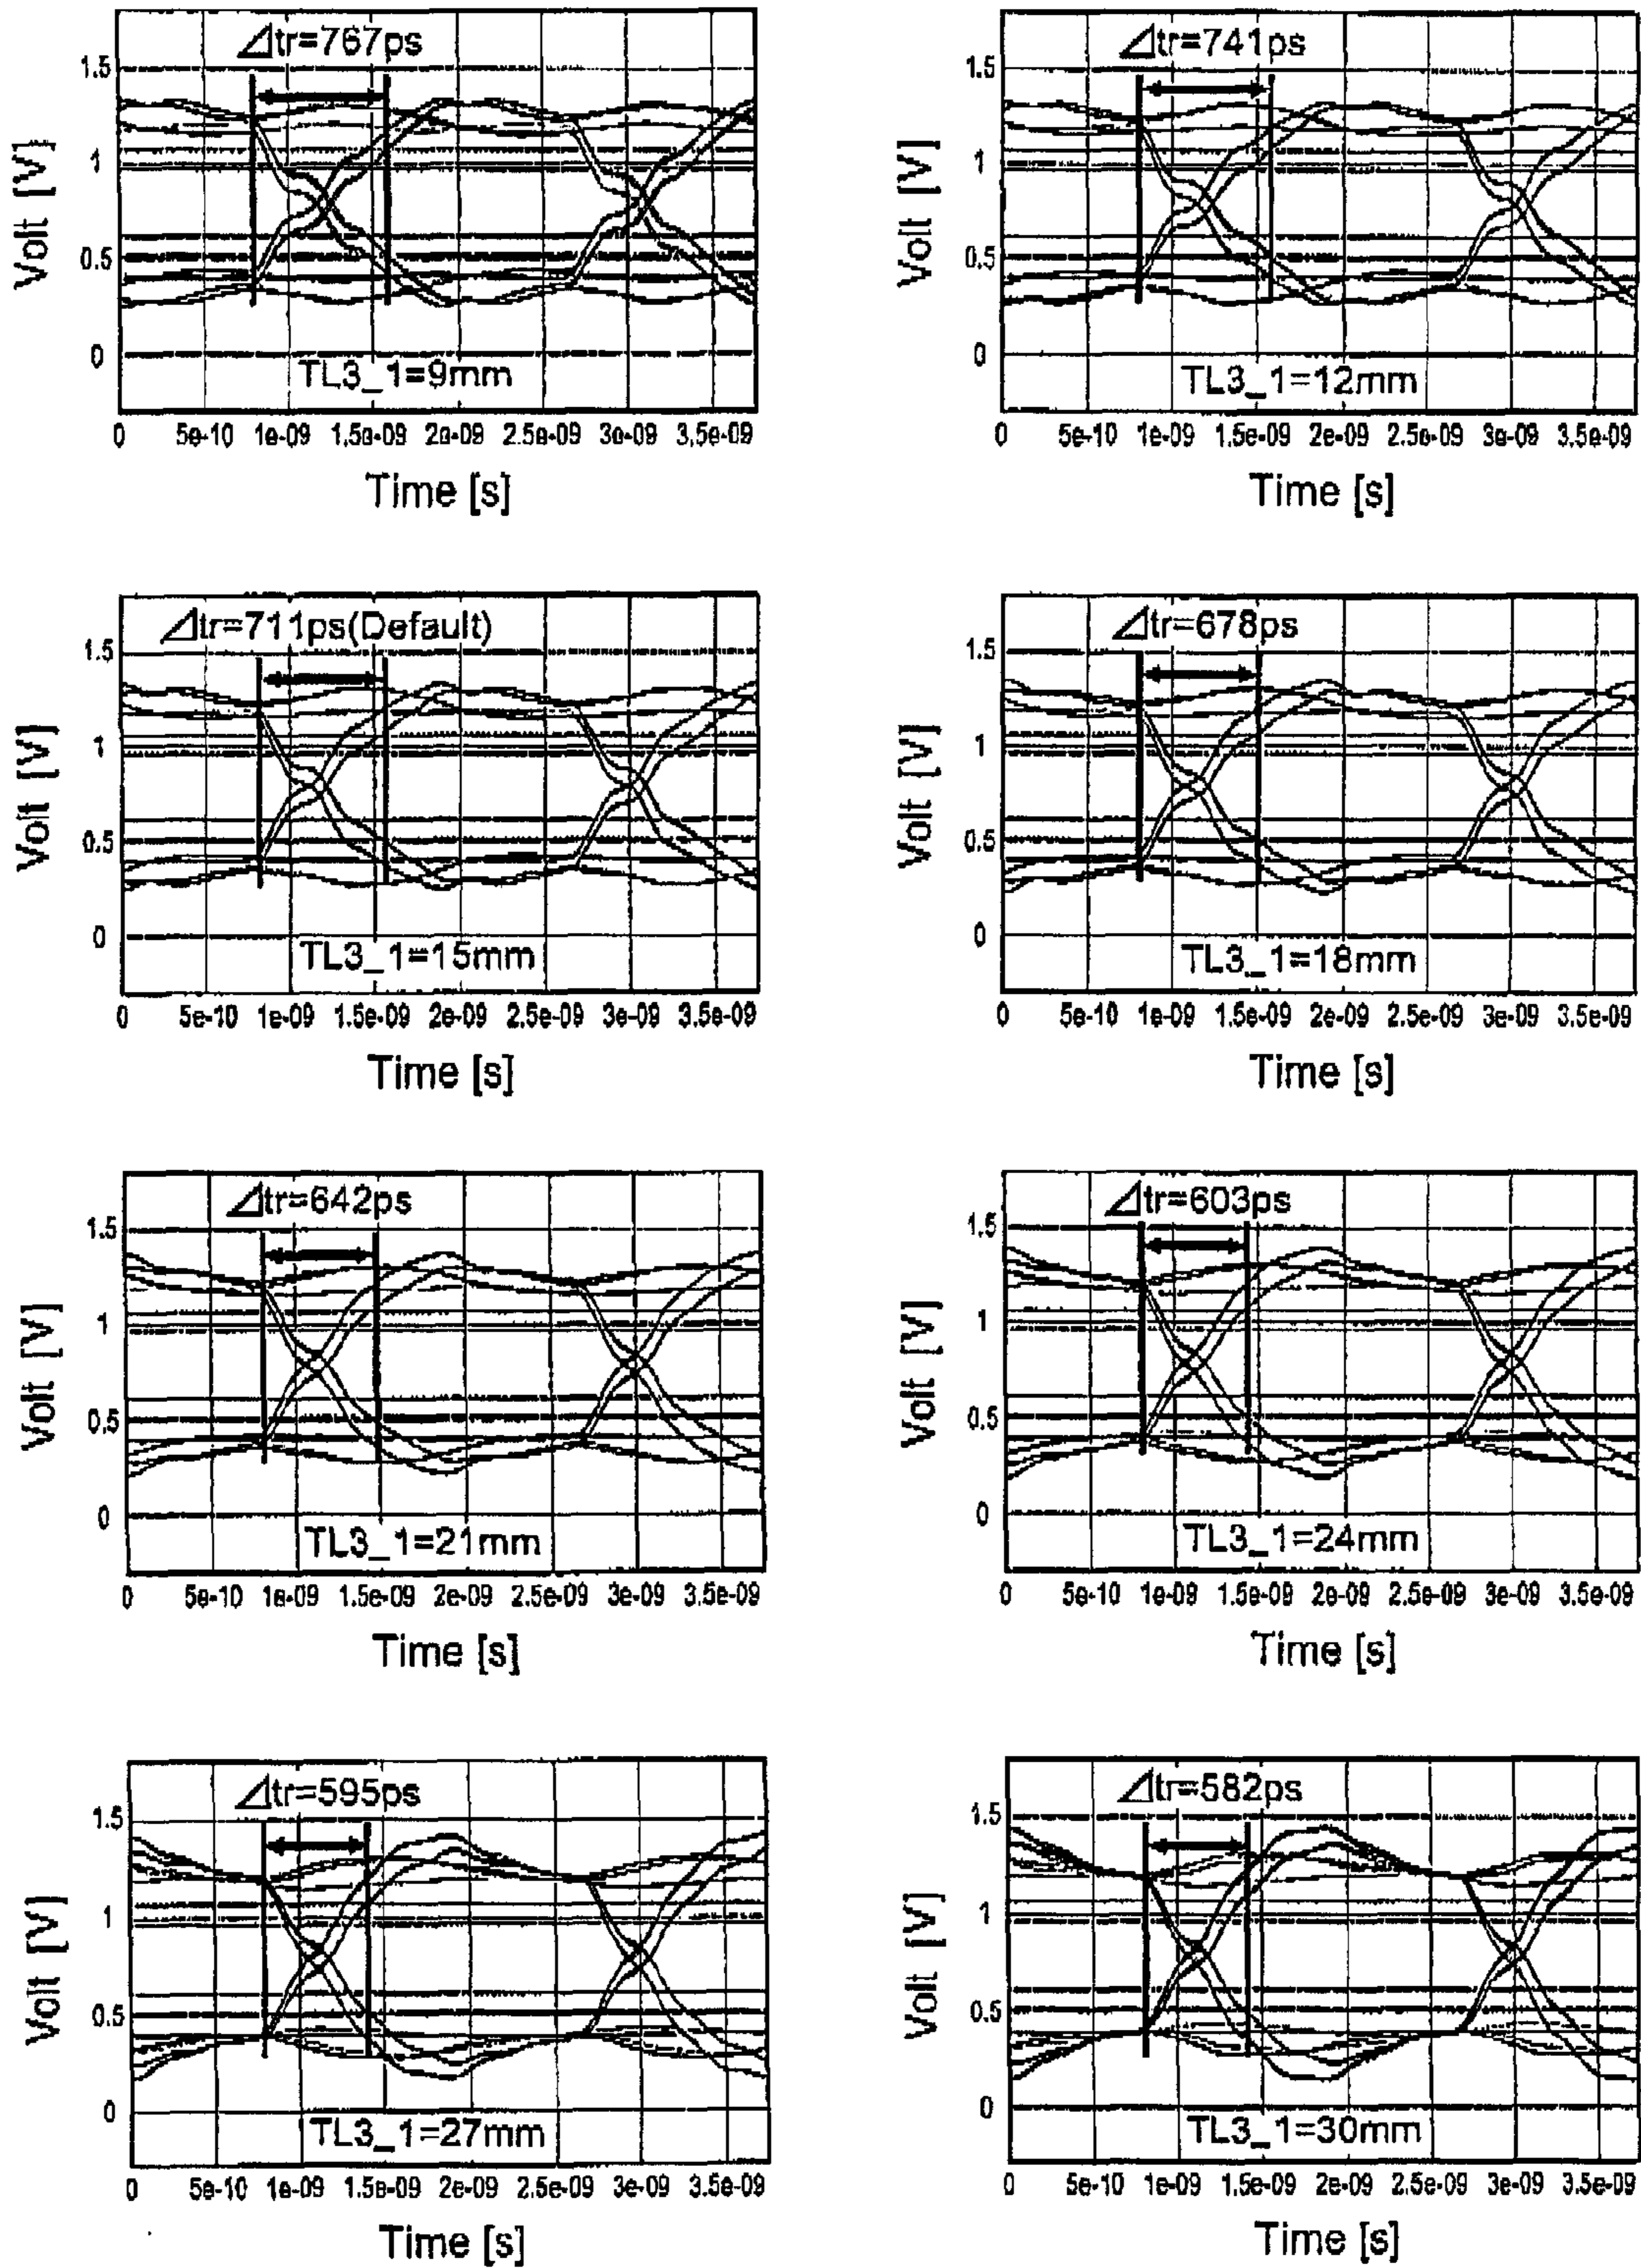 ⊿tr=767ps
Volt [V]
1.5
1
0.5
0
TL3_1=9mm
0 5e-10 1e-09 1.5e-09 2e-09 2.5e-09 3e-09 3.5e-09
Time [s]
⊿tr=741ps
Volt [V]
1.5
1
0.5
0
TL3_1=12mm
0 5e-10 1e-09 1.5e-09 2e-09 2.5e-09 3e-09 3.5e-09
Time [s]
⊿tr=711ps(Default)
Volt [V]
1.5
1
0.5
0
TL3_1=15mm
0 5e-10 1e-09 1.5e-09 2e-09 2.5e-09 3e-09 3.5e-09
Time [s]
⊿tr=678ps
Volt [V]
1.5
1
0.5
0
TL3_1=18mm
0 5e-10 1e-09 1.5e-09 2e-09 2.5e-09 3e-09 3.5e-09
Time [s]
⊿tr=642ps
Volt [V]
1.5
1
0.5
0
TL3_1=21mm
0 5e-10 1e-09 1.5e-09 2e-09 2.5e-09 3e-09 3.5e-09
Time [s]
⊿tr=603ps
Volt [V]
1.5
1
0.5
0
TL3_1=24mm
0 5e-10 1e-09 1.5e-09 2e-09 2.5e-09 3e-09 3.5e-09
Time [s]
⊿tr=595ps
Volt [V]
1.5
1
0.5
0
TL3_1=27mm
0 5e-10 1e-09 1.5e-09 2e-09 2.5e-09 3e-09 3.5e-09
Time [s]
⊿tr=582ps
Volt [V]
1.5
1
0.5
0
TL3_1=30mm
0 5e-10 1e-09 1.5e-09 2e-09 2.5e-09 3e-09 3.5e-09
Time [s]